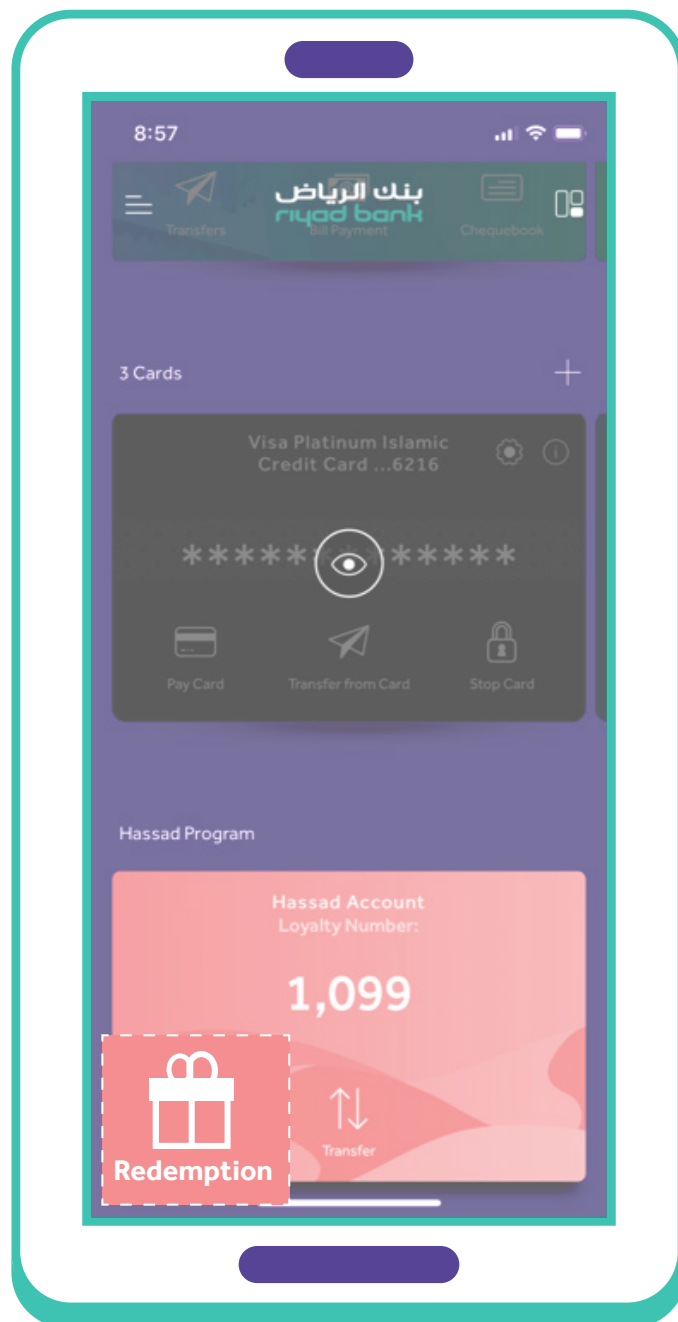 8:57
بنك الرياض
riyad bank
Transfers
Bill Payment
Chequebook
3 Cards
Visa Platinum Islamic
Credit Card ...6216
*************
Pay Card
Transfer from Card
Stop Card
Hassad Program
Hassad Account
Loyalty Number:
1,099
Redemption
Transfer